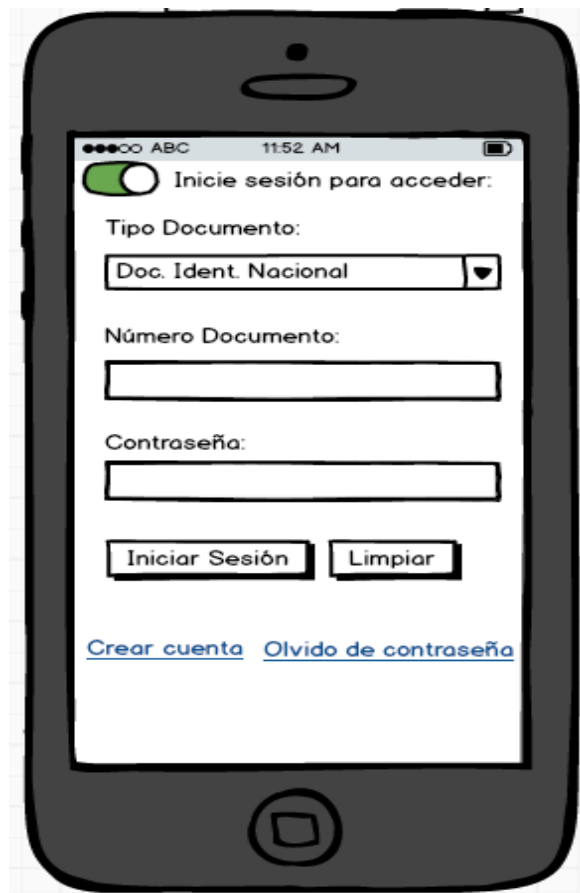 ABC 11:52 AM
Inicie sesión para acceder:
Tipo Documento:
Doc. Ident. Nacional
Número Documento:
Contraseña:
Iniciar Sesión Limpiar
Crear cuenta Olvido de contraseña